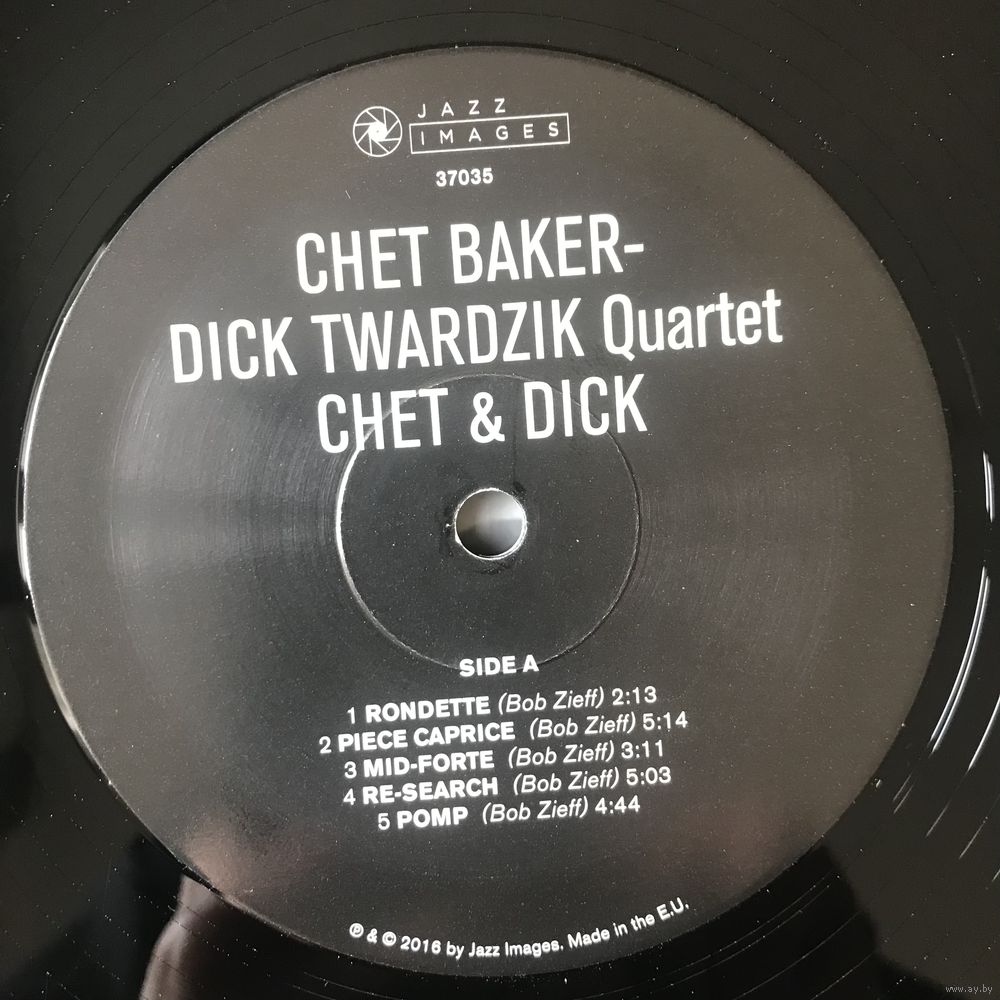 JAZZ
IMAGES
37035
CHET BAKER-
DICK TWARDZIK Quartet
CHET & DICK
SIDE A
1 RONDETTE (Bob Zieff) 2:13
2 PIECE CAPRICE (Bob Zieff) 5:14
3 MID-FORTE (Bob Zieff) 3:11
4 RE-SEARCH (Bob Zieff) 5:03
5 POMP (Bob Zieff) 4:44
℗ & © 2016 by Jazz Images. Made in the E.U.
www.ay.by